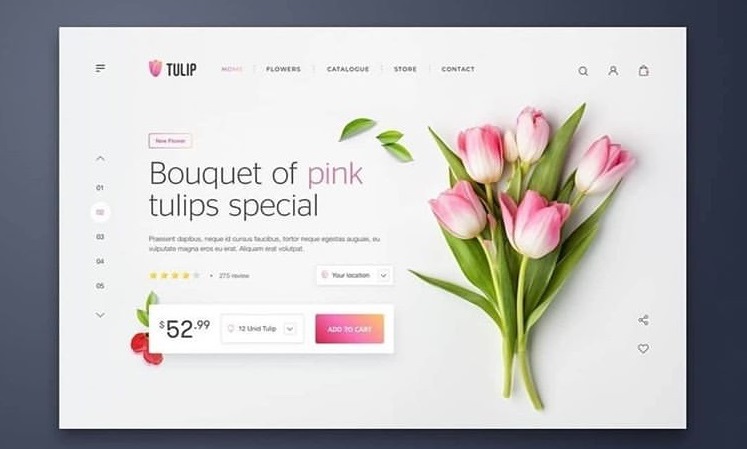 TULIP
HOME
FLOWERS
CATALOGUE
STORE
CONTACT
New Flower
01
02
03
04
05
Bouquet of pink
tulips special
Praesent dapibus, neque id cursus faucibus, tortor neque egestas auguae, eu
vulputate magna eros eu erat. Aliquam erat volutpat.
275 review
Your location
$52.99
12 Unid Tulip
ADD TO CART